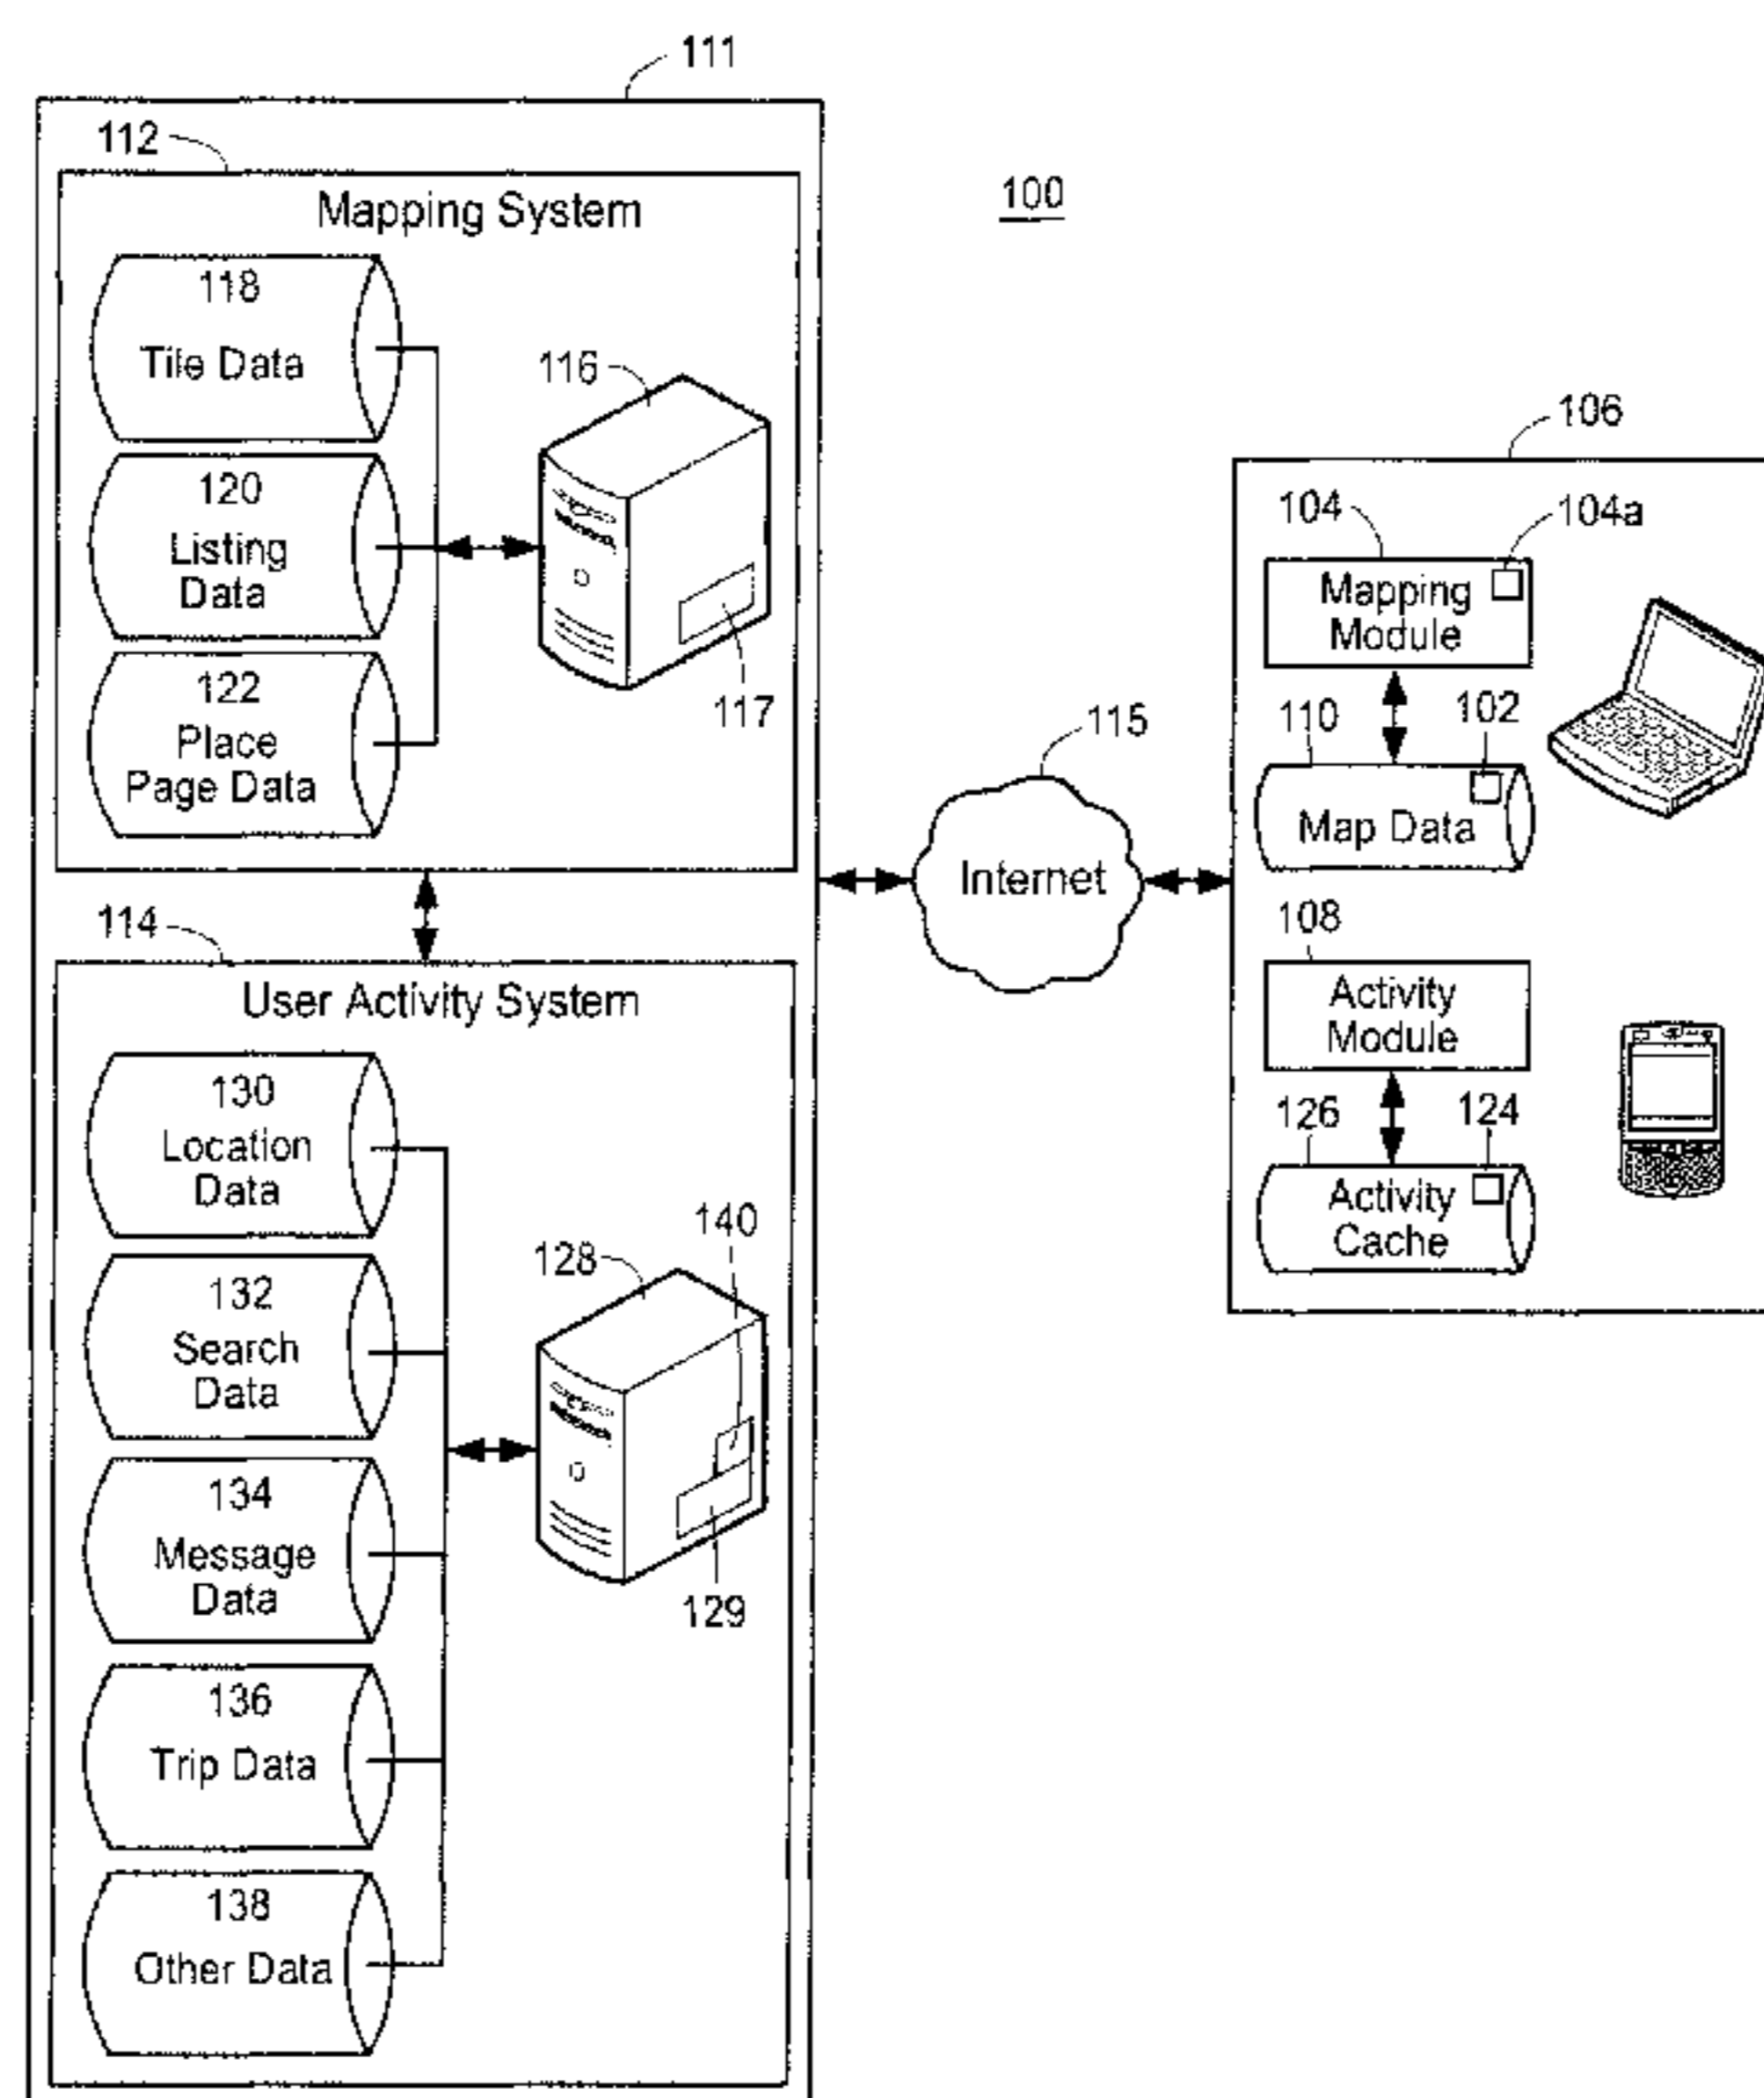 111
112
Mapping System
100
118
Tile Data
116
120
Listing
Data
117
122
Place
Page Data
106
104
104a
Mapping
Module
110
102
Map Data
115
Internet
108
Activity
Module
126
124
Activity
Cache
114
User Activity System
130
Location
Data
140
128
132
Search
Data
134
Message
Data
129
136
Trip Data
138
Other Data